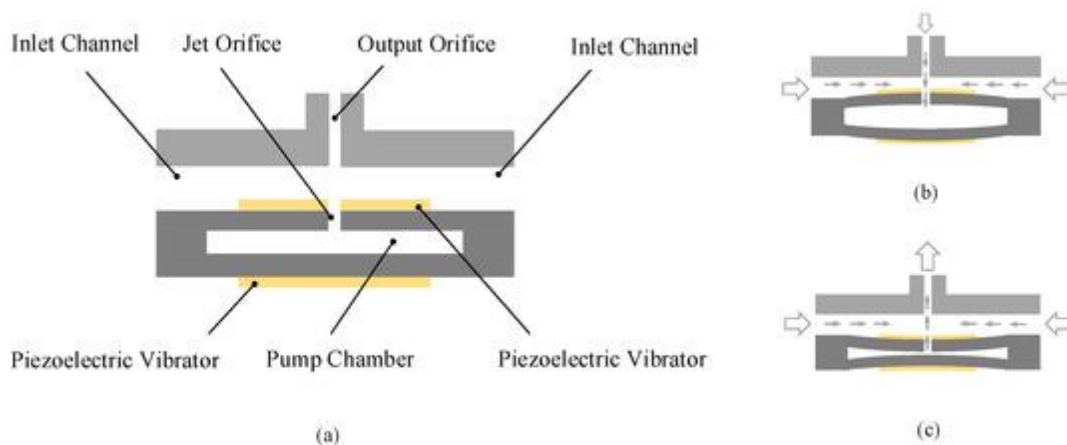 Inlet Channel
Jet Orifice
Output Orifice
Inlet Channel
Piezoelectric Vibrator
Pump Chamber
Piezoelectric Vibrator
(a)
(b)
(c)